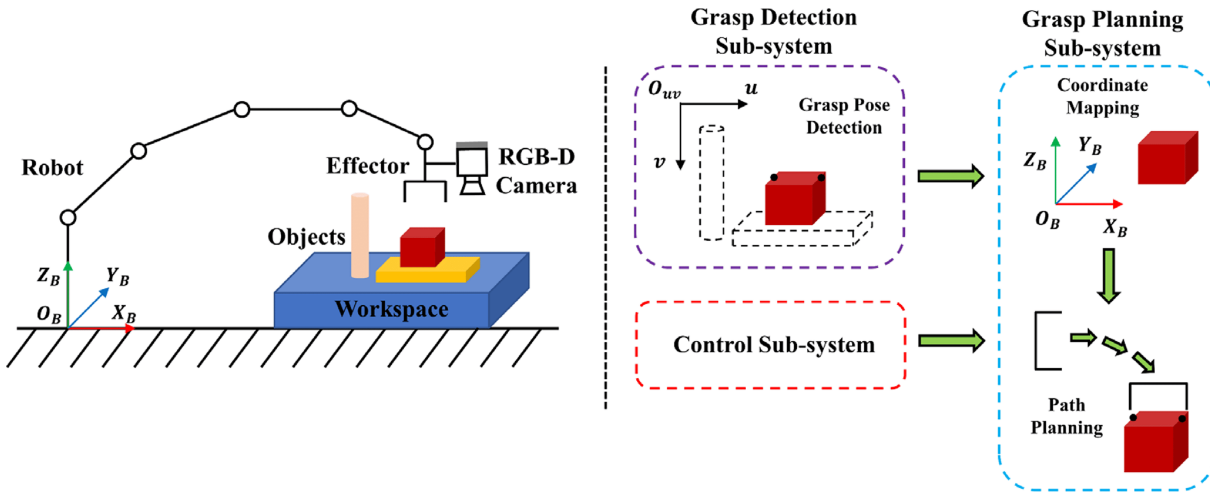 Robot
Effector
RGB-D
Camera
Objects
Workspace
Z_B
Y_B
O_B
X_B
Grasp Detection
Sub-system
O_uv
u
v
Grasp Pose
Detection
Control Sub-system
Grasp Planning
Sub-system
Coordinate
Mapping
Z_B
Y_B
O_B
X_B
Path
Planning